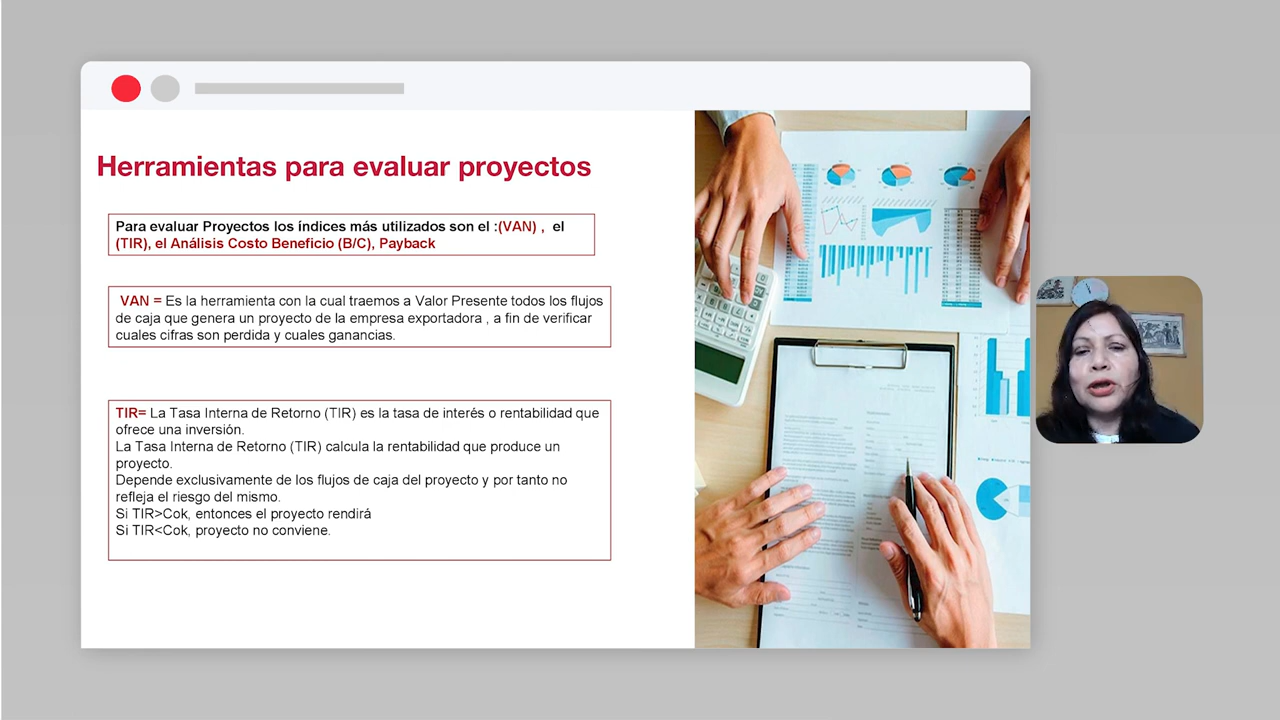 Herramientas para evaluar proyectos
Para evaluar Proyectos los índices más utilizados son el :(VAN) , el
(TIR), el Análisis Costo Beneficio (B/C), Payback
VAN = Es la herramienta con la cual traemos a Valor Presente todos los flujos
de caja que genera un proyecto de la empresa exportadora , a fin de verificar
cuales cifras son perdida y cuales ganancias.
TIR= La Tasa Interna de Retorno (TIR) es la tasa de interés o rentabilidad que
ofrece una inversión.
La Tasa Interna de Retorno (TIR) calcula la rentabilidad que produce un
proyecto.
Depende exclusivamente de los flujos de caja del proyecto y por tanto no
refleja el riesgo del mismo.
Si TIR>Cok, entonces el proyecto rendirá
Si TIR<Cok, proyecto no conviene.